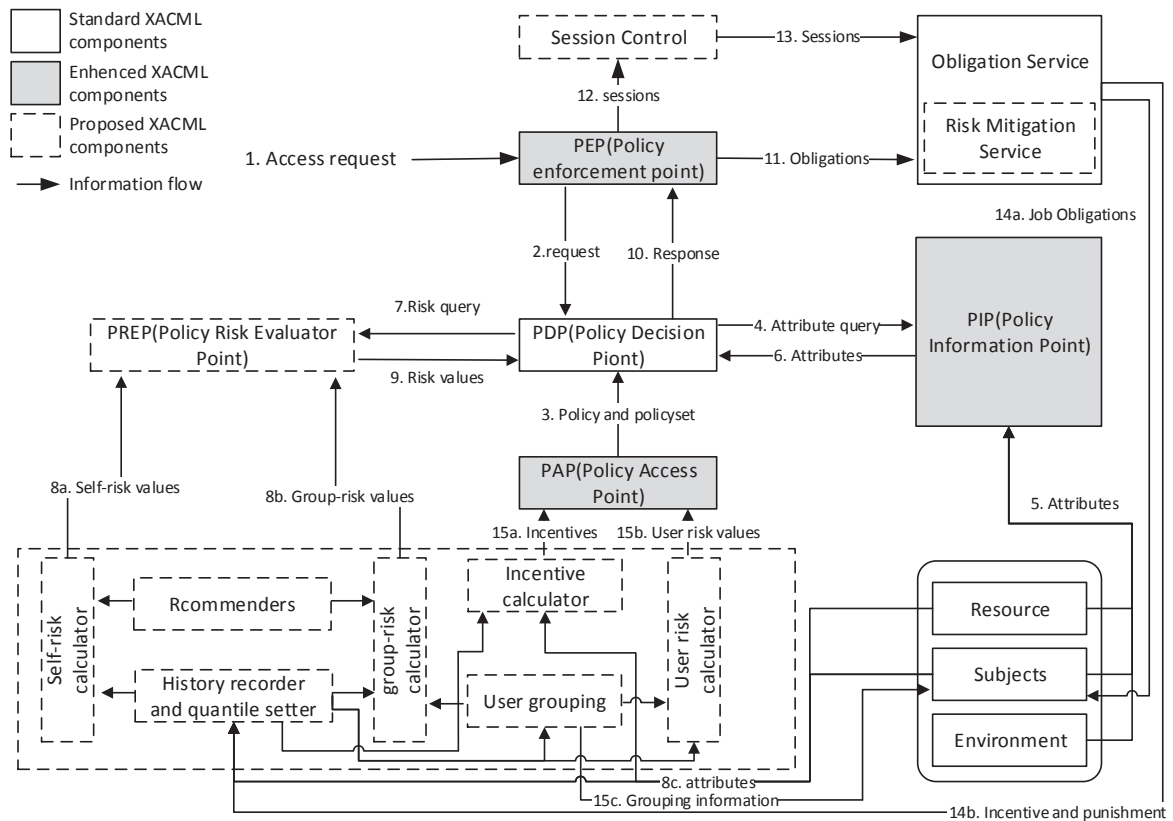 Standard XACML
components
Enhenced XACML
components
Proposed XACML
components
Information flow
Session Control
13. Sessions
Obligation Service
Risk Mitigation
Service
12. sessions
1. Access request
PEP(Policy
enforcement point)
11. Obligations
14a. Job Obligations
2.request
10. Response
7.Risk query
PREP(Policy Risk Evaluator
Point)
9. Risk values
PDP(Policy Decision
Piont)
4. Attribute query
6. Attributes
PIP(Policy
Information Point)
3. Policy and policyset
PAP(Policy Access
Point)
8a. Self-risk values
8b. Group-risk values
15a. Incentives
15b. User risk values
5. Attributes
Self-risk
calculator
Rcommenders
History recorder
and quantile setter
group-risk
calculator
Incentive
calculator
User grouping
User risk
calculator
Resource
Subjects
Environment
8c. attributes
15c. Grouping information
14b. Incentive and punishment